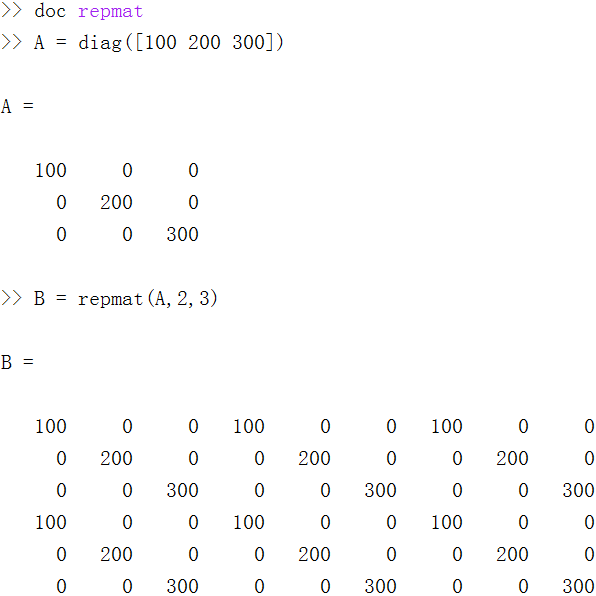 >> doc repmat
>> A = diag([100 200 300])
A =
100 0 0
0 200 0
0 0 300
>> B = repmat(A,2,3)
B =
100 0 0 100 0 0 100 0 0
0 200 0 0 200 0 0 200 0
0 0 300 0 0 300 0 0 300
100 0 0 100 0 0 100 0 0
0 200 0 0 200 0 0 200 0
0 0 300 0 0 300 0 0 300